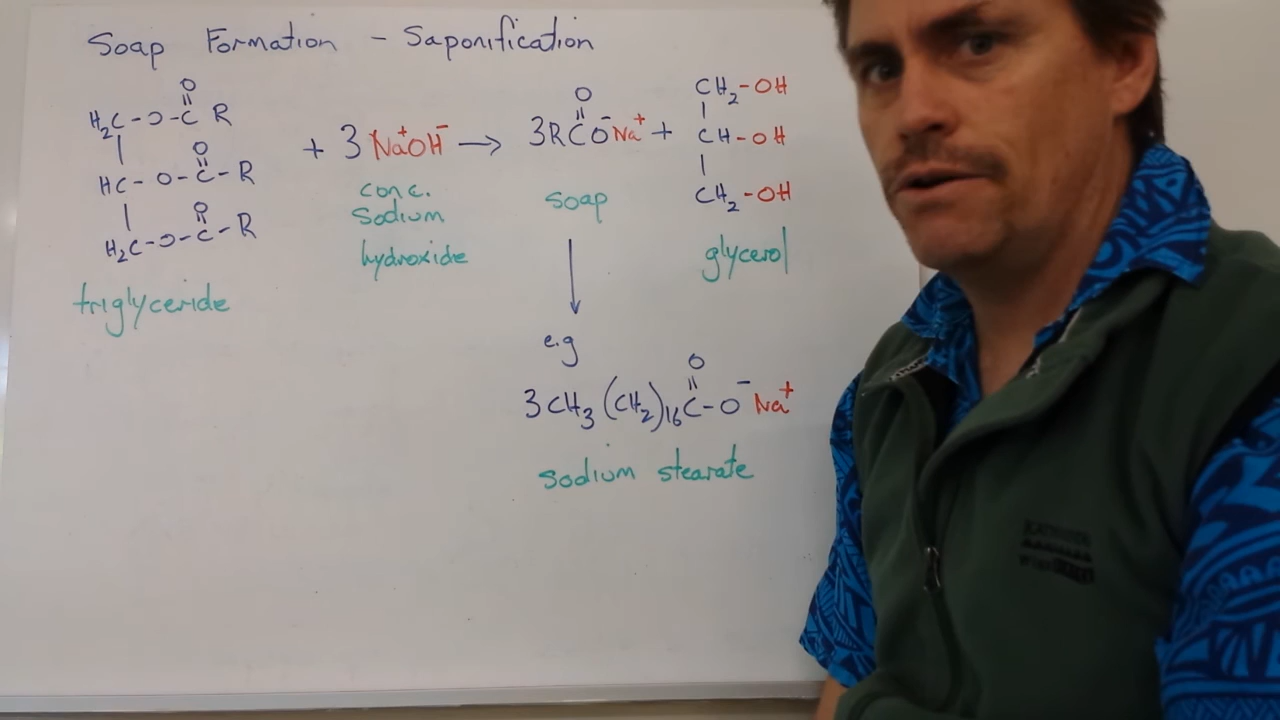 Soap Formation - Saponification
O
H₂C-O-C R
O
HC-O-C-R
O
H₂C-O-C-R
triglyceride
+ 3 Na⁺OH⁻ →
conc.
sodium
hydroxide
O
3RCO⁻Na⁺ +
soap
CH₂-OH
CH-OH
CH₂-OH
glycerol
e.g
O
3CH₃(CH₂)₁₆C-O⁻Na⁺
sodium stearate